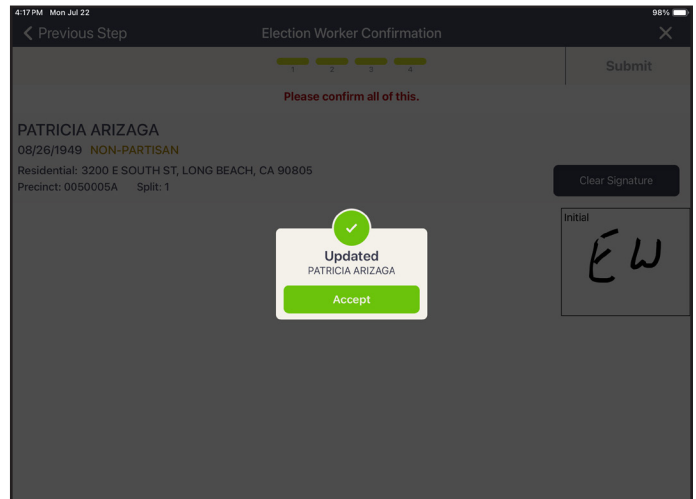 4:17 PM Mon Jul 22
98%
Previous Step
Election Worker Confirmation
1 2 3 4
Submit
Please confirm all of this.
PATRICIA ARIZAGA
08/26/1949 NON-PARTISAN
Residential: 3200 E SOUTH ST, LONG BEACH, CA 90805
Precinct: 0050005A Split: 1
Clear Signature
Initial
EW
Updated
PATRICIA ARIZAGA
Accept